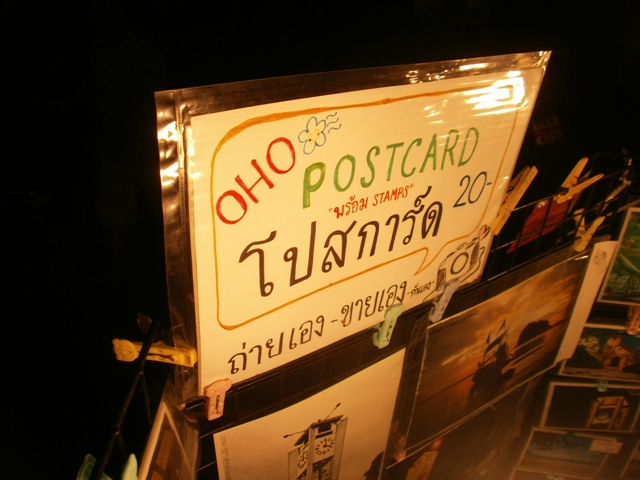 OHO
POSTCARD
"พร้อม STAMPS"
โปสการ์ด 20-
ถ่ายเอง - ขายเอง